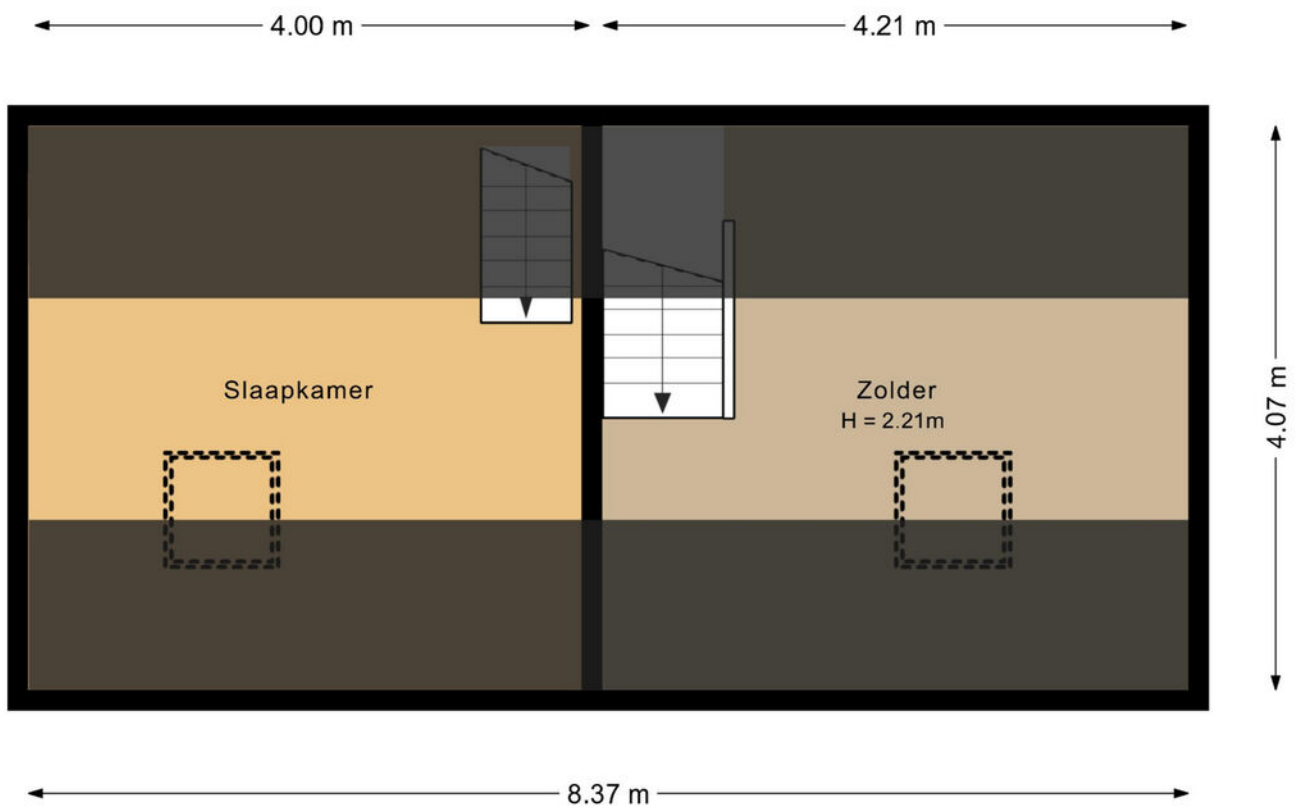 4.00 m
4.21 m
Slaapkamer
Zolder
H = 2.21m
4.07 m
8.37 m